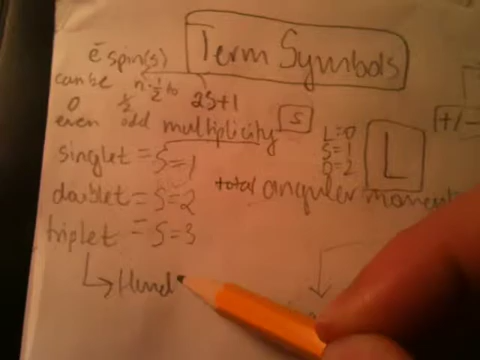 Term Symbols
e spin(s)
can be
0 1/2
even odd
n·1/2 to
2S+1
multiplicity
S
singlet = S=1
doublet = S=2
triplet = S=3
Hund
L=0
S=1
D=2
L
total angular moment
+/-